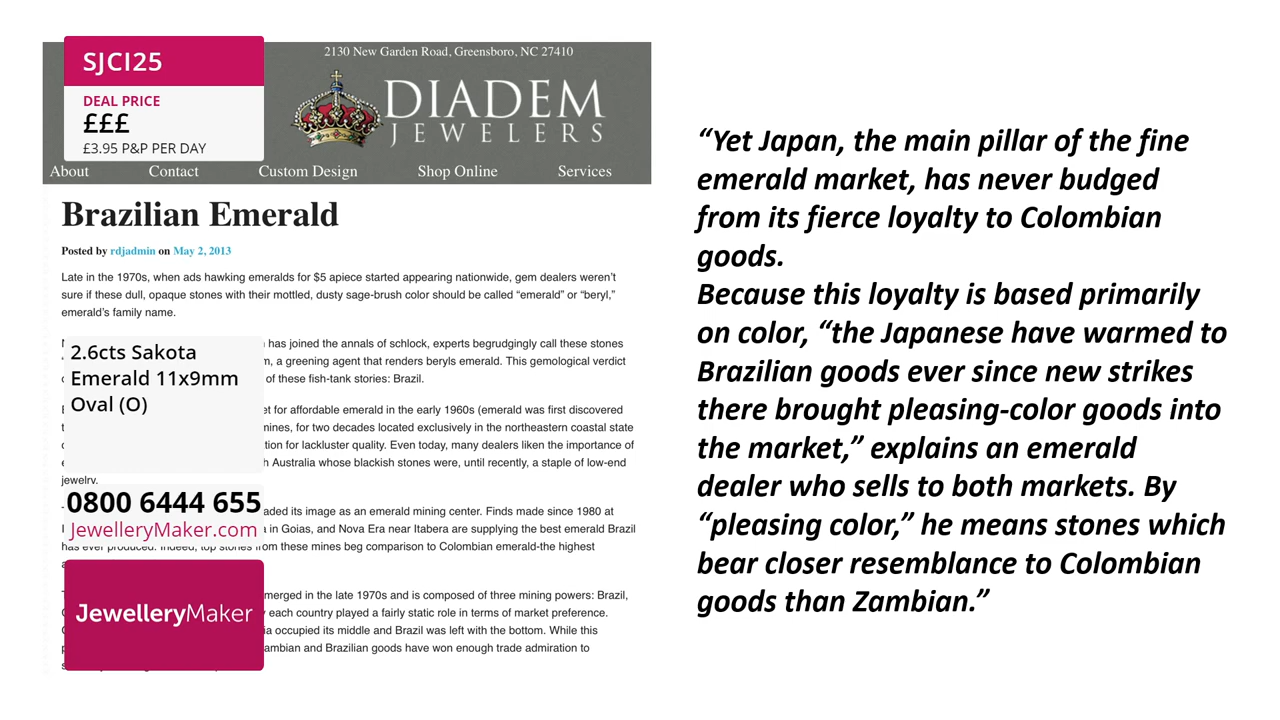 SJCI25
DEAL PRICE
£££
£3.95 P&P PER DAY
2130 New Garden Road, Greensboro, NC 27410
DIADEM
JEWELERS
About Contact Custom Design Shop Online Services
Brazilian Emerald
Posted by rdjadmin on May 2, 2013
Late in the 1970s, when ads hawking emeralds for $5 apiece started appearing nationwide, gem dealers weren’t
sure if these dull, opaque stones with their mottled, dusty sage-brush color should be called “emerald” or “beryl,”
emerald’s family name.
has joined the annals of schlock, experts begrudgingly call these stones
, a greening agent that renders beryls emerald. This gemological verdict
of these fish-tank stories: Brazil.
for affordable emerald in the early 1960s (emerald was first discovered
mines, for two decades located exclusively in the northeastern coastal state
for lackluster quality. Even today, many dealers liken the importance of
Australia whose blackish stones were, until recently, a staple of low-end
jewelry.
its image as an emerald mining center. Finds made since 1980 at
in Goias, and Nova Era near Itabera are supplying the best emerald Brazil
has ever produced. Indeed, top stones from these mines beg comparison to Colombian emerald-the highest
in the late 1970s and is composed of three mining powers: Brazil,
each country played a fairly static role in terms of market preference.
occupied its middle and Brazil was left with the bottom. While this
and Brazilian goods have won enough trade admiration to
2.6cts Sakota
Emerald 11x9mm
Oval (O)
0800 6444 655
JewelleryMaker.com
JewelleryMaker
“Yet Japan, the main pillar of the fine
emerald market, has never budged
from its fierce loyalty to Colombian
goods.
Because this loyalty is based primarily
on color, “the Japanese have warmed to
Brazilian goods ever since new strikes
there brought pleasing-color goods into
the market,” explains an emerald
dealer who sells to both markets. By
“pleasing color,” he means stones which
bear closer resemblance to Colombian
goods than Zambian.”